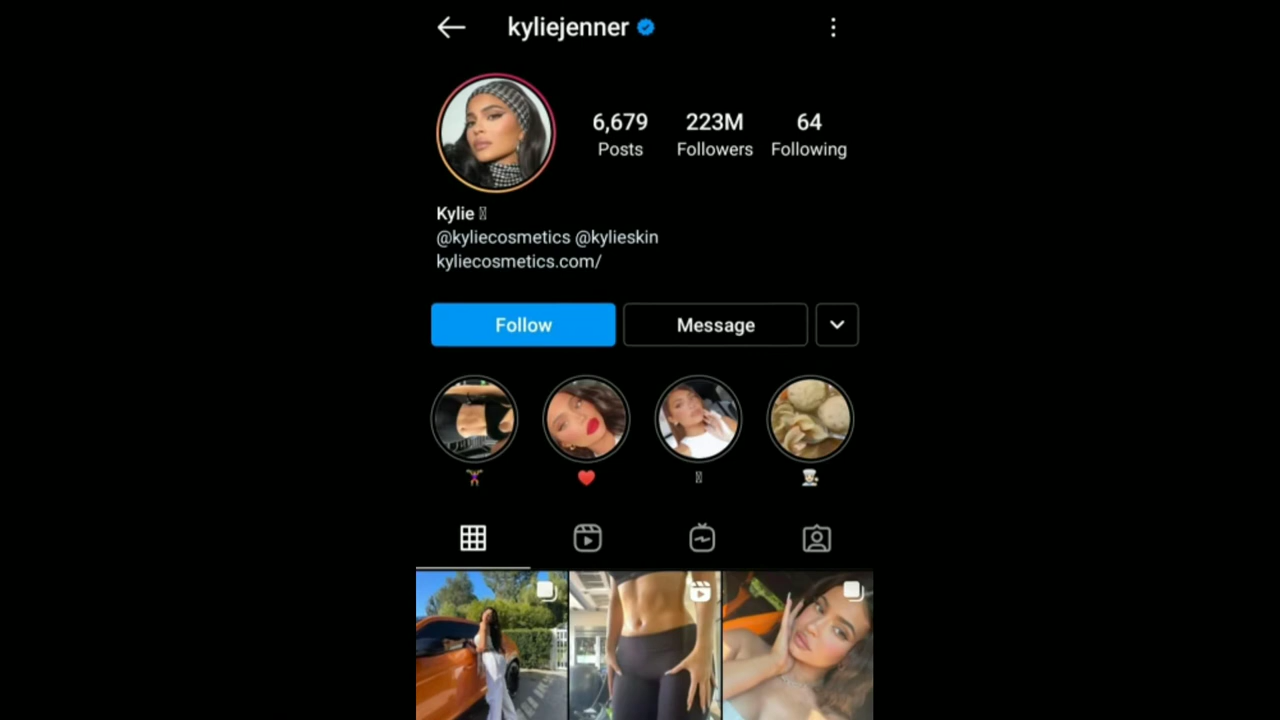 kyliejenner
6,679 223M 64
Posts Followers Following
Kylie
@kyliecosmetics @kylieskin
kyliecosmetics.com/
Follow Message